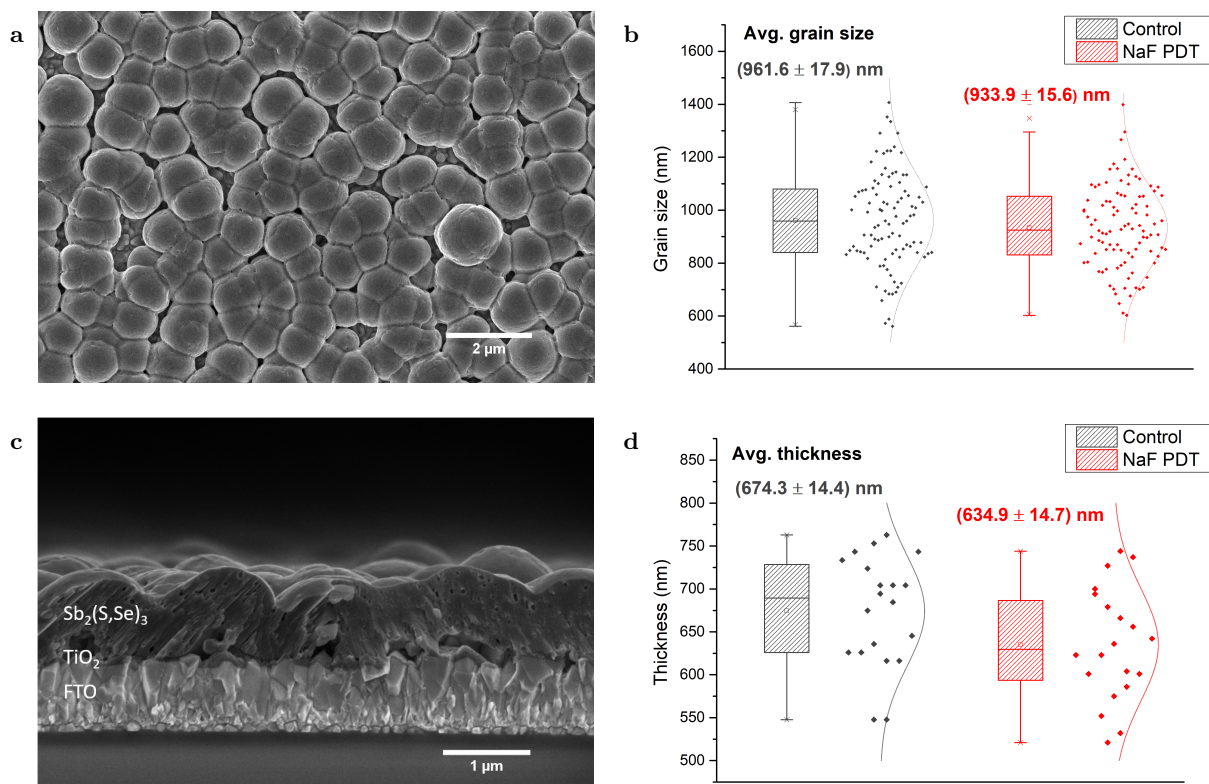 a
2 µm
b
Control
NaF PDT
Avg. grain size
(961.6 ± 17.9) nm
(933.9 ± 15.6) nm
Grain size (nm)
1600
1400
1200
1000
800
600
400
c
Sb₂(S,Se)₃
TiO₂
FTO
1 µm
d
Control
NaF PDT
Avg. thickness
(674.3 ± 14.4) nm
(634.9 ± 14.7) nm
Thickness (nm)
850
800
750
700
650
600
550
500